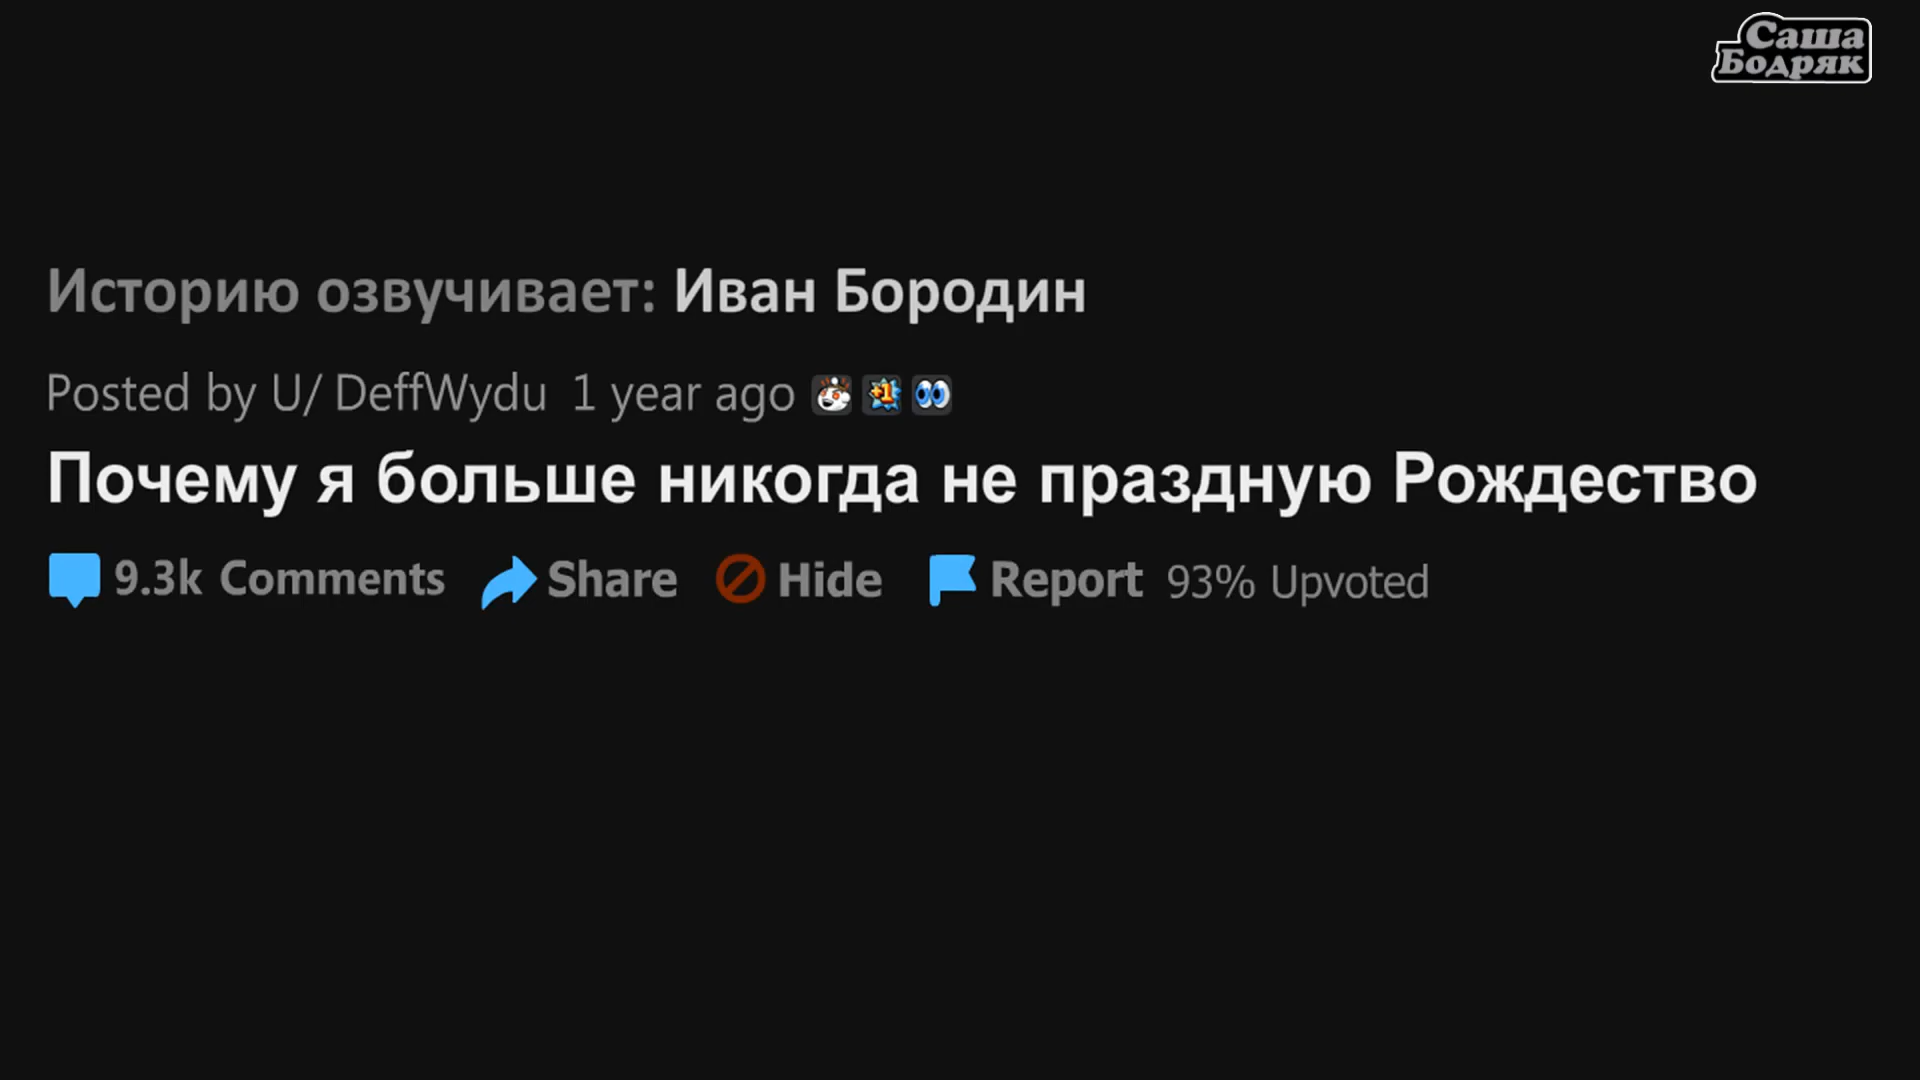 Саша
Бодряк
Историю озвучивает: Иван Бородин
Posted by U/ DeffWydu 1 year ago +1
Почему я больше никогда не праздную Рождество
9.3k Comments Share Hide Report 93% Upvoted